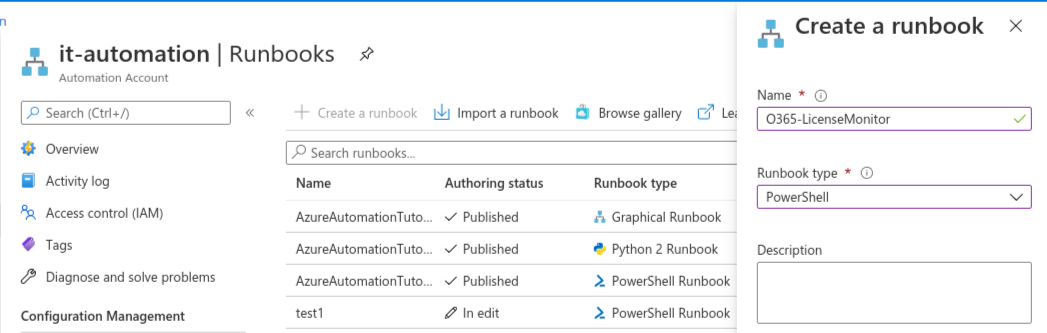 n
it-automation | Runbooks
Automation Account
Search (Ctrl+/)
«
Overview
Activity log
Access control (IAM)
Tags
Diagnose and solve problems
Configuration Management
Create a runbook Import a runbook Browse gallery Lea
Search runbooks...
Name Authoring status Runbook type
AzureAutomationTuto... Published Graphical Runbook
AzureAutomationTuto... Published Python 2 Runbook
AzureAutomationTuto... Published PowerShell Runbook
test1 In edit PowerShell Runbook
Create a runbook
Name *
O365-LicenseMonitor
Runbook type *
PowerShell
Description